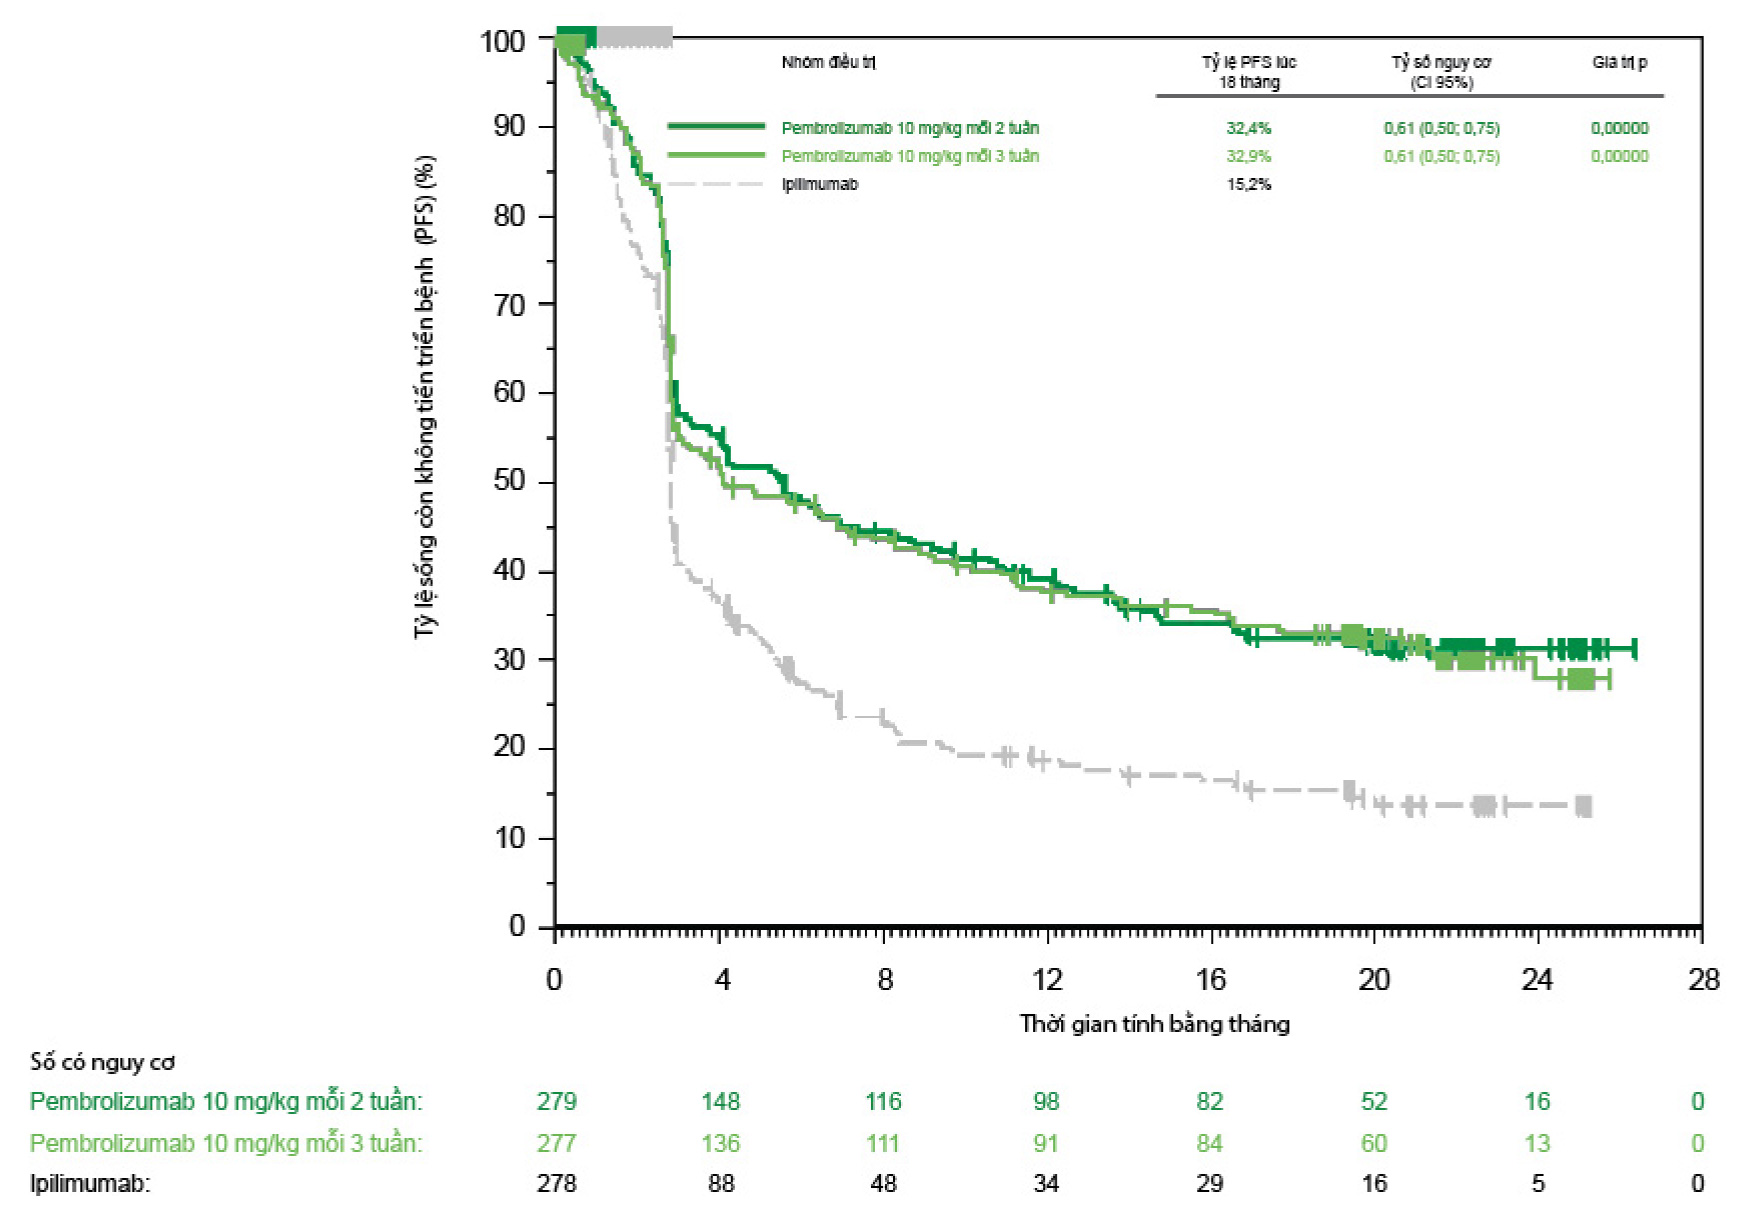 Nhóm điều trị Tỷ lệ PFS lúc 18 tháng Tỷ số nguy cơ (CI 95%) Giá trị p
Pembrolizumab 10 mg/kg mỗi 2 tuần 32,4% 0,61 (0,50; 0,75) 0,00000
Pembrolizumab 10 mg/kg mỗi 3 tuần 32,9% 0,61 (0,50; 0,75) 0,00000
Ipilimumab 15,2%
Tỷ lệ sống còn không tiến triển bệnh (PFS) (%)
100
90
80
70
60
50
40
30
20
10
0
0 4 8 12 16 20 24 28
Thời gian tính bằng tháng
Số có nguy cơ
Pembrolizumab 10 mg/kg mỗi 2 tuần: 279 148 116 98 82 52 16 0
Pembrolizumab 10 mg/kg mỗi 3 tuần: 277 136 111 91 84 60 13 0
Ipilimumab: 278 88 48 34 29 16 5 0